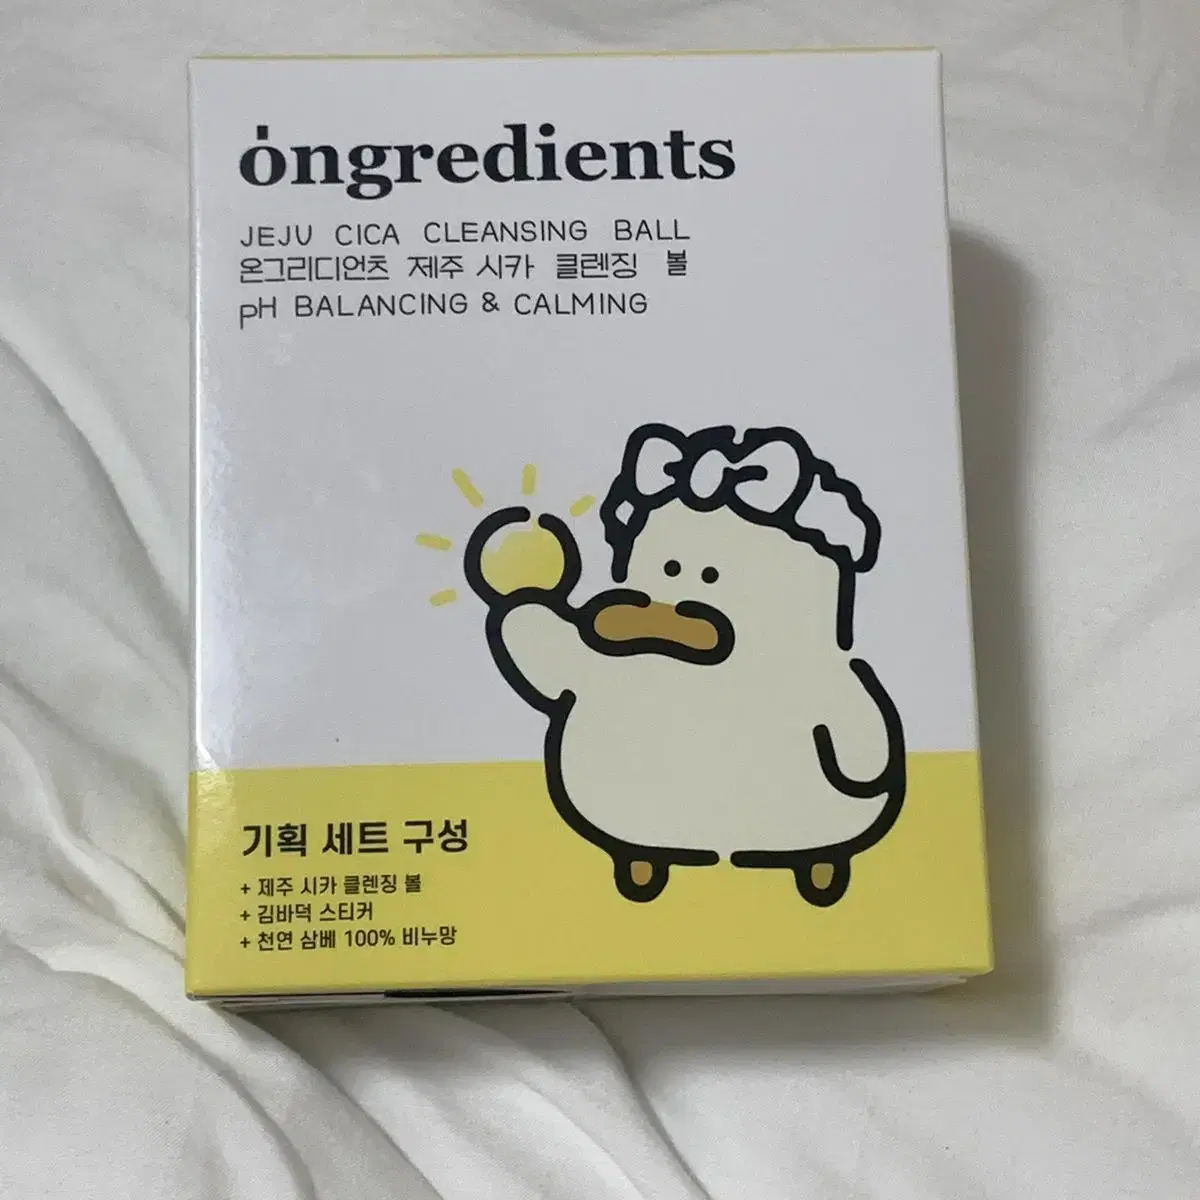 ongredients
JEJU CICA CLEANSING BALL
온그리디언츠 제주 시카 클렌징 볼
pH BALANCING & CALMING
기획 세트 구성
+ 제주 시카 클렌징 볼
+ 김바덕 스티커
+ 천연 삼베 100% 비누망